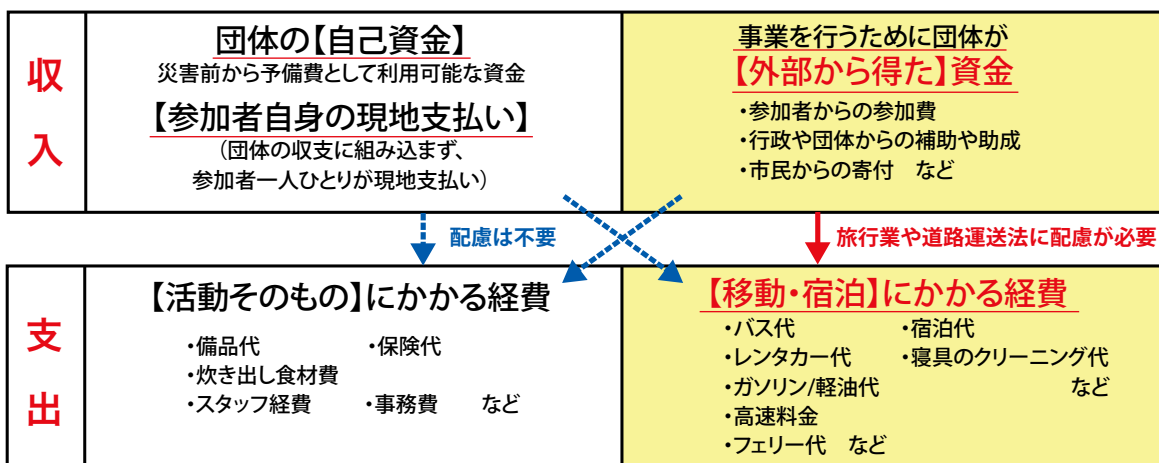 収入
団体の【自己資金】
災害前から予備費として利用可能な資金
【参加者自身の現地支払い】
(団体の収支に組み込まず、
参加者一人ひとりが現地支払い)
事業を行うために団体が
【外部から得た】資金
・参加者からの参加費
・行政や団体からの補助や助成
・市民からの寄付　など
配慮は不要
旅行業や道路運送法に配慮が必要
支出
【活動そのもの】にかかる経費
・備品代　・保険代
・炊き出し食材費
・スタッフ経費　・事務費　など
【移動・宿泊】にかかる経費
・バス代　・宿泊代
・レンタカー代　・寝具のクリーニング代
・ガソリン/軽油代　など
・高速料金
・フェリー代　など